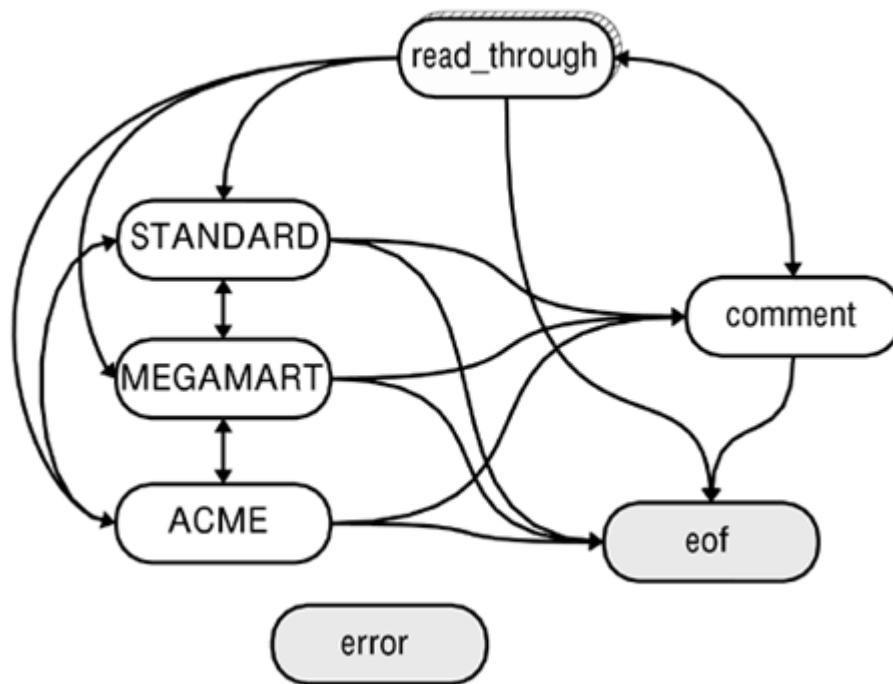 read_through
STANDARD
comment
MEGAMART
ACME
eof
error